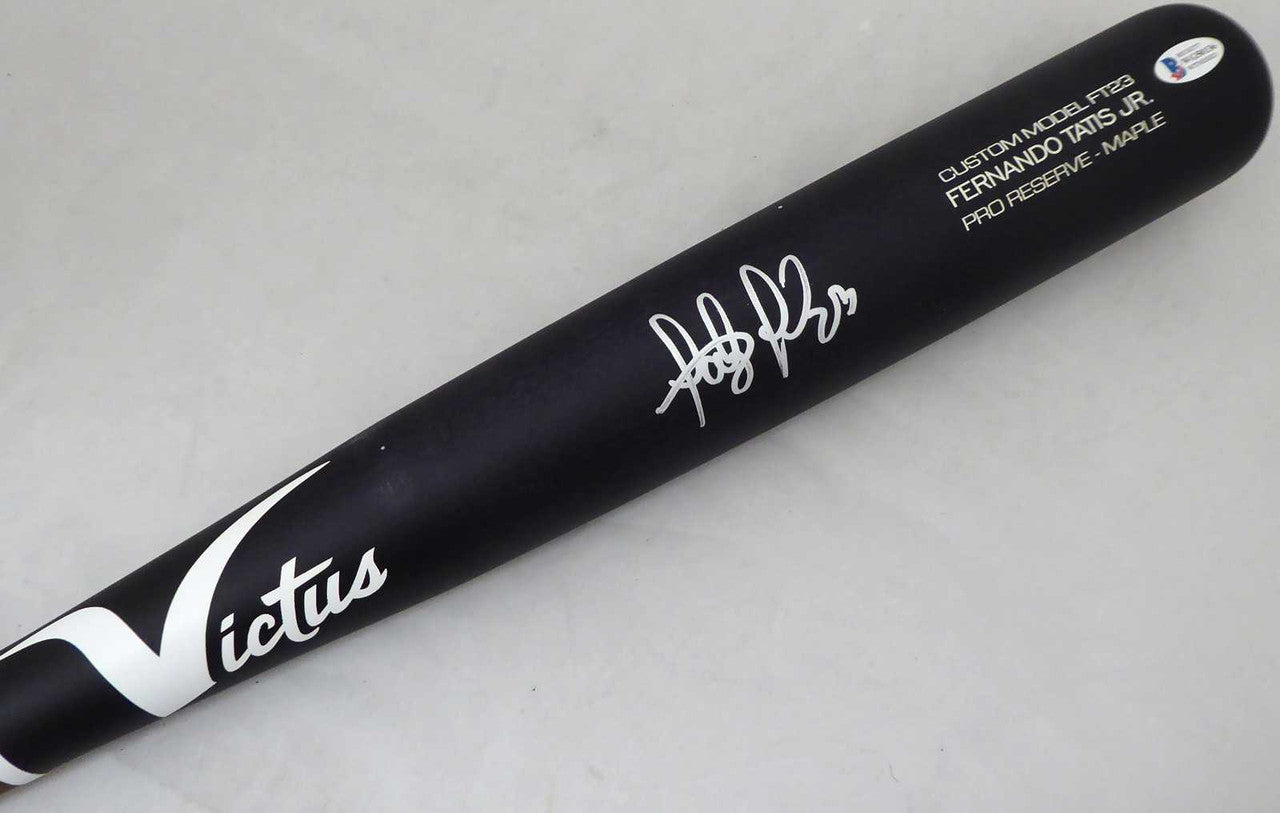 CUSTOM MODEL FT23
FERNANDO TATIS JR.
PRO RESERVE - MAPLE
Victus